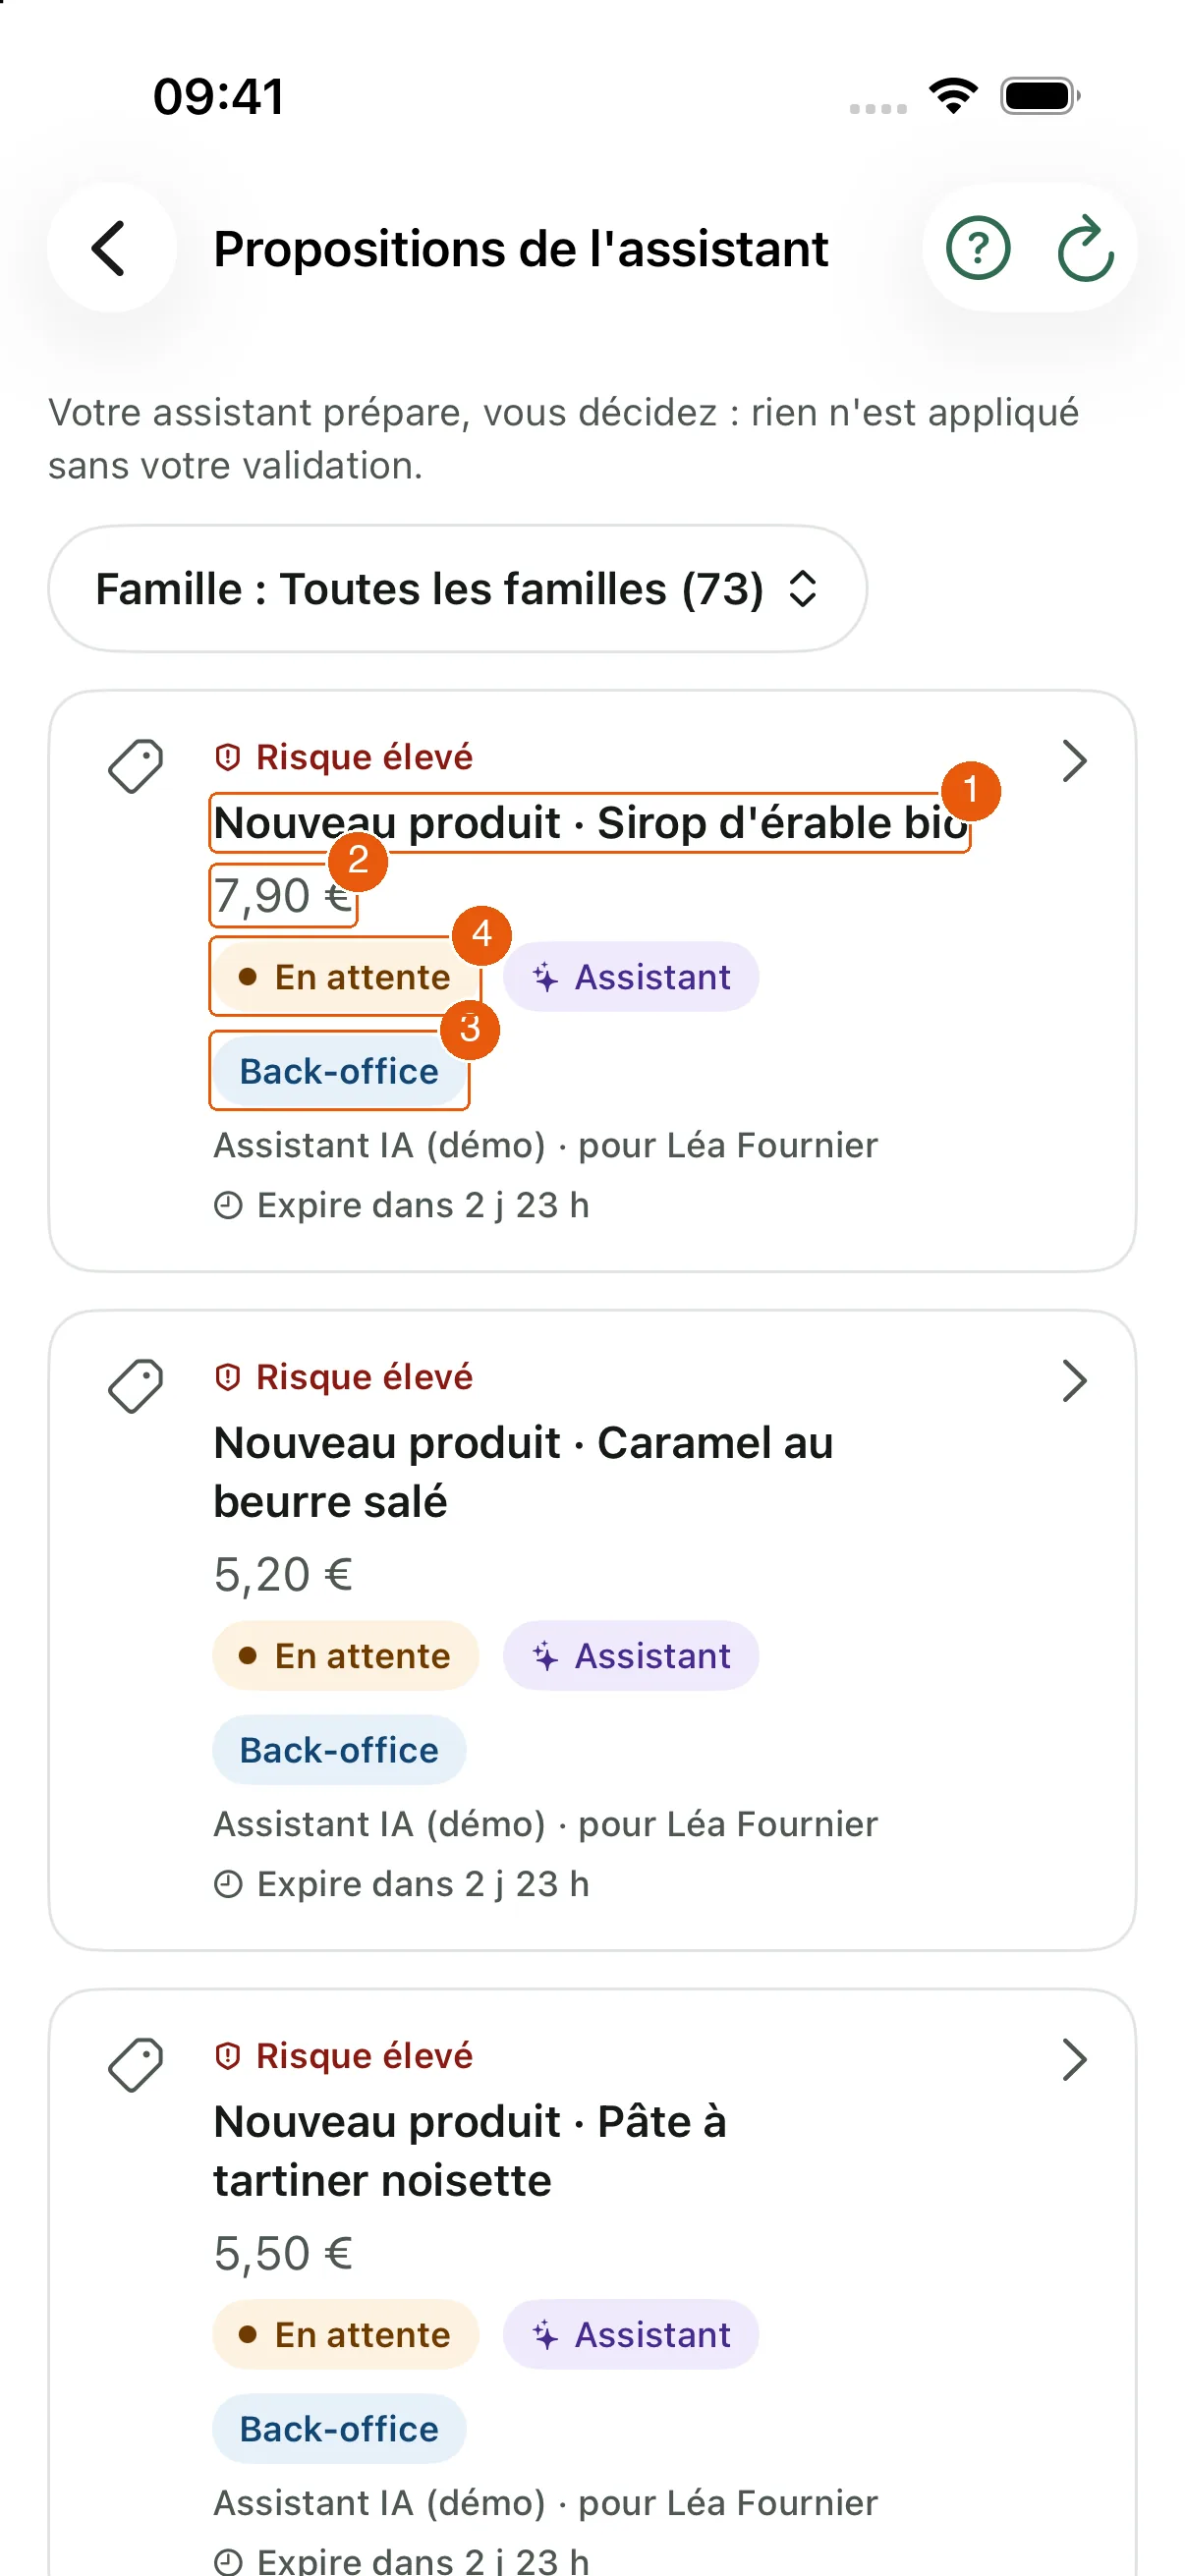 09:41
Propositions de l'assistant
?
Votre assistant prépare, vous décidez : rien n'est appliqué
sans votre validation.
Famille : Toutes les familles (73)
Risque élevé
1
Nouveau produit · Sirop d'érable bio
2
7,90 €
4
En attente
Assistant
3
Back-office
Assistant IA (démo) · pour Léa Fournier
Expire dans 2 j 23 h
Risque élevé
Nouveau produit · Caramel au
beurre salé
5,20 €
En attente
Assistant
Back-office
Assistant IA (démo) · pour Léa Fournier
Expire dans 2 j 23 h
Risque élevé
Nouveau produit · Pâte à
tartiner noisette
5,50 €
En attente
Assistant
Back-office
Assistant IA (démo) · pour Léa Fournier
Expire dans 2 j 23 h